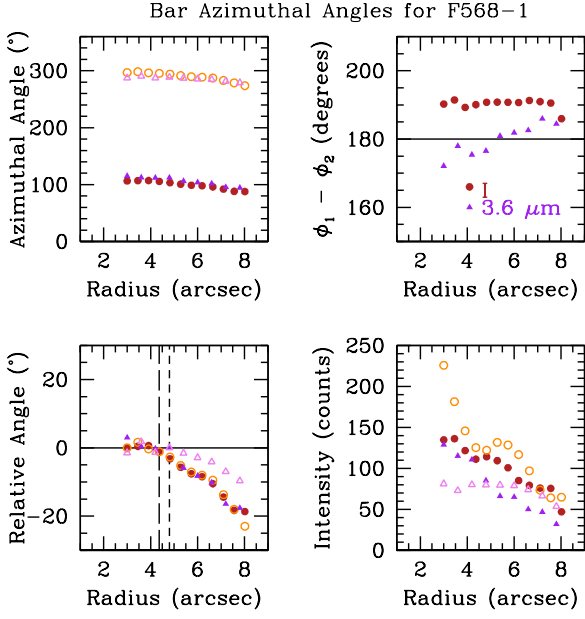 Bar Azimuthal Angles for F568−1
Azimuthal Angle (°)
300
200
100
0
2 4 6 8
Radius (arcsec)
ϕ1 − ϕ2 (degrees)
200
180
160
I
3.6 μm
2 4 6 8
Radius (arcsec)
Relative Angle (°)
20
0
−20
2 4 6 8
Radius (arcsec)
Intensity (counts)
250
200
150
100
50
0
2 4 6 8
Radius (arcsec)